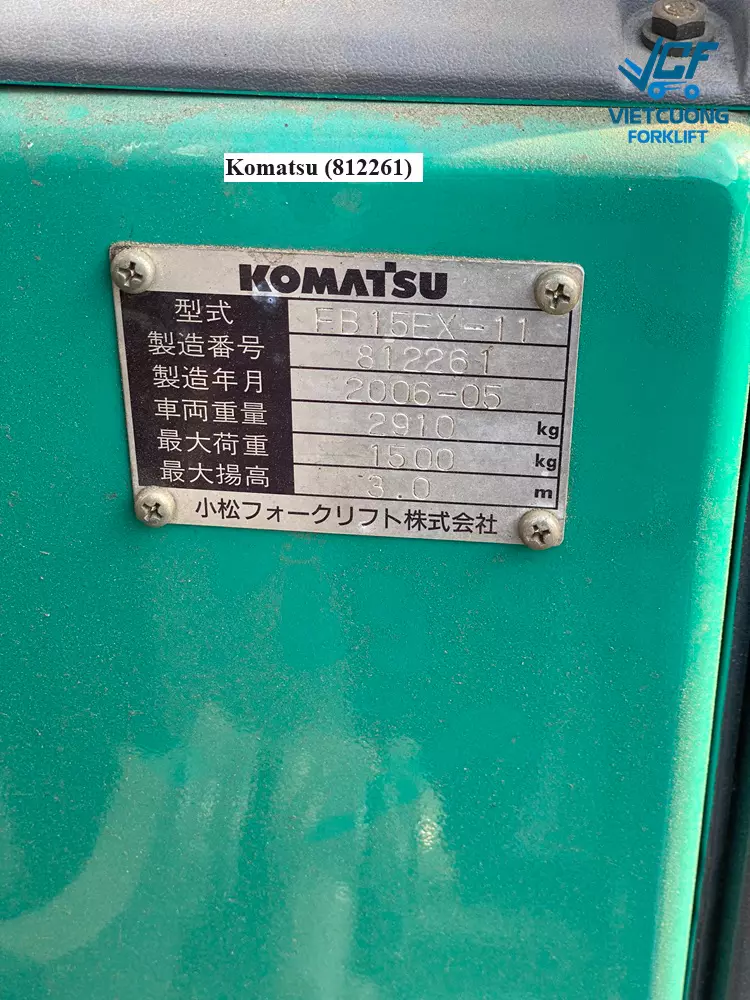 VCF
VIETCUONG
FORKLIFT
Komatsu (812261)
KOMATSU
型式 FB15EX-11
製造番号 812261
製造年月 2006-05
車両重量 2910 kg
最大荷重 1500 kg
最大揚高 3.0 m
小松フォークリフト株式会社